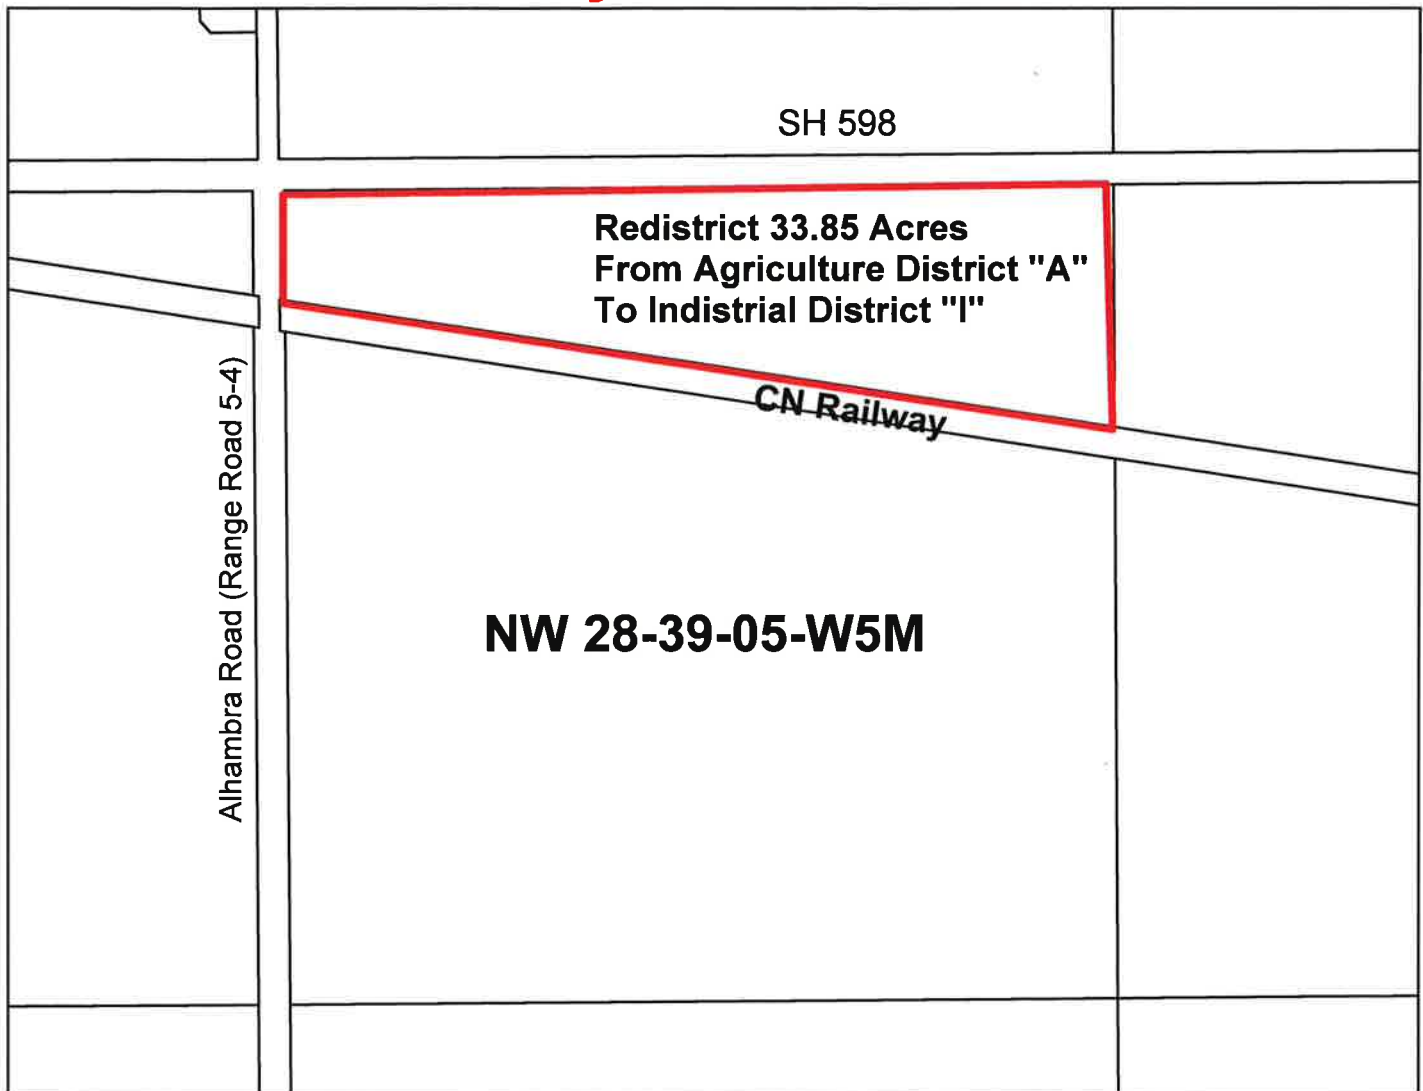 SH 598
Redistrict 33.85 Acres
From Agriculture District "A"
To Indistrial District "I"
CN Railway
Alhambra Road (Range Road 5-4)
NW 28-39-05-W5M